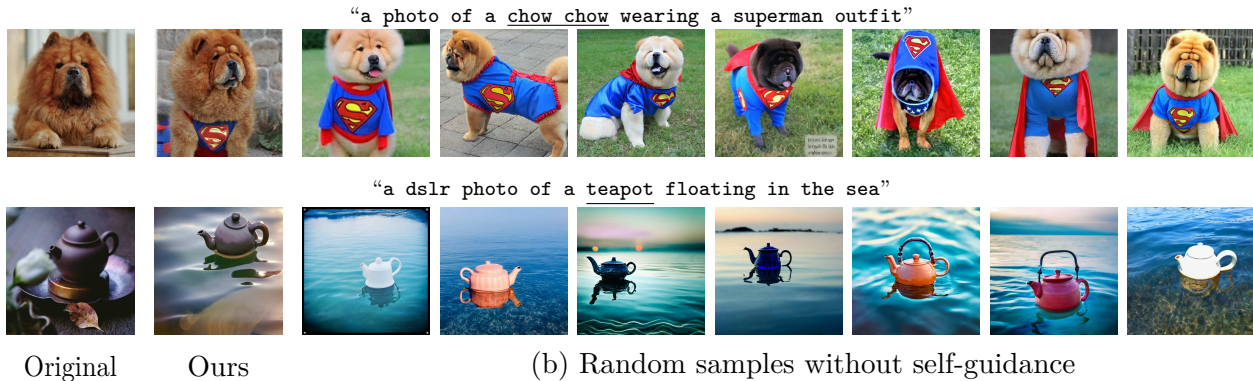 “a photo of a chow chow wearing a superman outfit”
“a dslr photo of a teapot floating in the sea”
Original
Ours
(b) Random samples without self-guidance